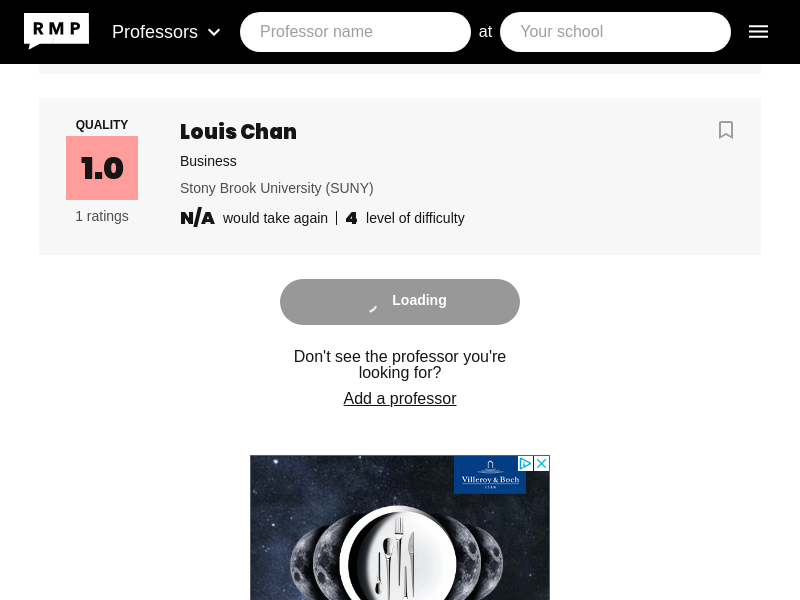 RMP Professors Professor name at Your school
QUALITY
1.0
1 ratings
Louis Chan
Business
Stony Brook University (SUNY)
N/A would take again | 4 level of difficulty
Loading
Don't see the professor you're
looking for?
Add a professor
Villeroy & Boch
1748